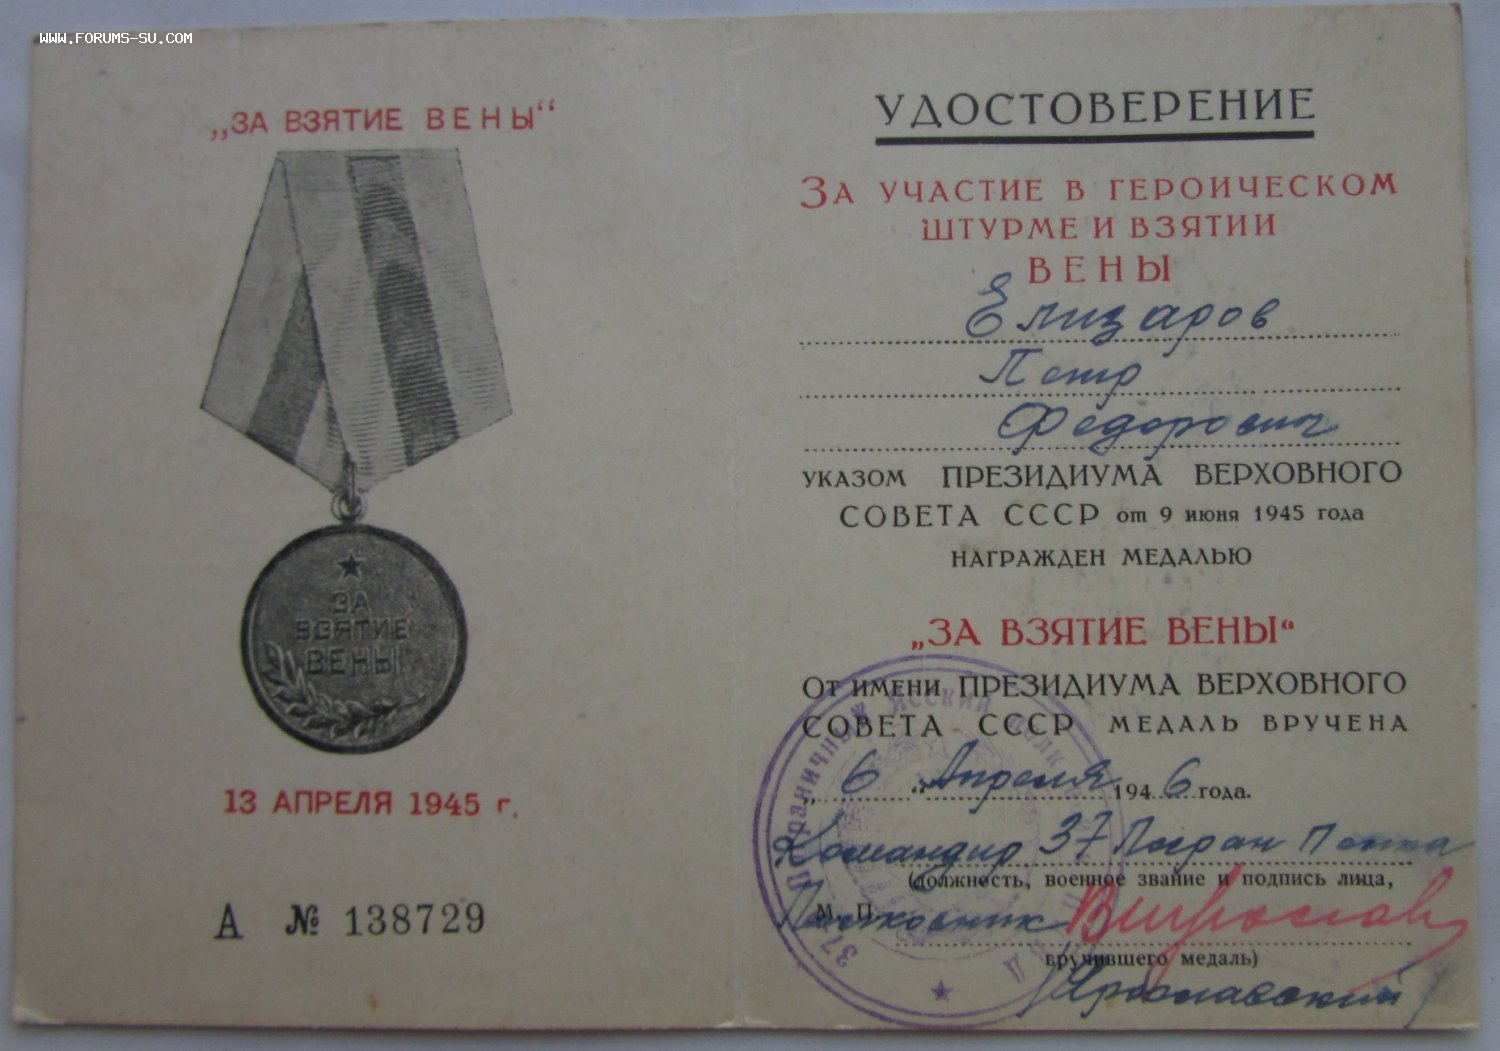 WWW.FORUMS-SU.COM
„ЗА ВЗЯТИЕ ВЕНЫ“
ЗА
ВЗЯТИЕ
ВЕНЫ
13 АПРЕЛЯ 1945 г.
А № 138729
УДОСТОВЕРЕНИЕ
ЗА УЧАСТИЕ В ГЕРОИЧЕСКОМ
ШТУРМЕ И ВЗЯТИИ
ВЕНЫ
Елизаров
Петр
Федорович
УКАЗОМ ПРЕЗИДИУМА ВЕРХОВНОГО
СОВЕТА СССР от 9 июня 1945 года
НАГРАЖДЕН МЕДАЛЬЮ
„ЗА ВЗЯТИЕ ВЕНЫ“
ОТ ИМЕНИ ПРЕЗИДИУМА ВЕРХОВНОГО
СОВЕТА СССР МЕДАЛЬ ВРУЧЕНА
„6“ Апреля 1946 года.
Командир 37 Погран Полка
(должность, военное звание и подпись лица,
М. П. Полковник
вручившего медаль)
37 Пограничный